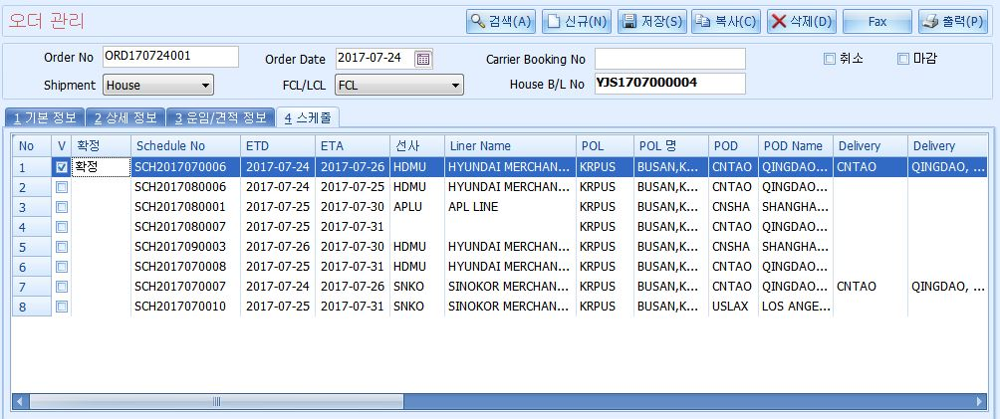 오더 관리
검색(A) 신규(N) 저장(S) 복사(C) 삭제(D) Fax 출력(P)
Order No ORD170724001 Order Date 2017-07-24 Carrier Booking No 취소 마감
Shipment House FCL/LCL FCL House B/L No YJS1707000004
1 기본 정보 2 상세 정보 3 운임/견적 정보 4 스케줄
No V 확정 Schedule No ETD ETA 선사 Liner Name POL POL 명 POD POD Name Delivery Delivery
1 확정 SCH2017070006 2017-07-24 2017-07-26 HDMU HYUNDAI MERCHAN... KRPUS BUSAN,K... CNTAO QINGDAO... CNTAO QINGDAO, ...
2 SCH2017080006 2017-07-24 2017-07-25 HDMU HYUNDAI MERCHAN... KRPUS BUSAN,K... CNTAO QINGDAO...
3 SCH2017080001 2017-07-25 2017-07-30 APLU APL LINE KRPUS BUSAN,K... CNSHA SHANGHA...
4 SCH2017080007 2017-07-25 2017-07-31 KRPUS BUSAN,K... CNTAO QINGDAO...
5 SCH2017090003 2017-07-26 2017-07-30 HDMU HYUNDAI MERCHAN... KRPUS BUSAN,K... CNSHA SHANGHA...
6 SCH2017070008 2017-07-25 2017-07-31 HDMU HYUNDAI MERCHAN... KRPUS BUSAN,K... CNTAO QINGDAO...
7 SCH2017070007 2017-07-24 2017-07-26 SNKO SINOKOR MERCHAN... KRPUS BUSAN,K... CNTAO QINGDAO... CNTAO QINGDAO, ...
8 SCH2017070010 2017-07-25 2017-07-31 SNKO SINOKOR MERCHAN... KRPUS BUSAN,K... USLAX LOS ANGE...